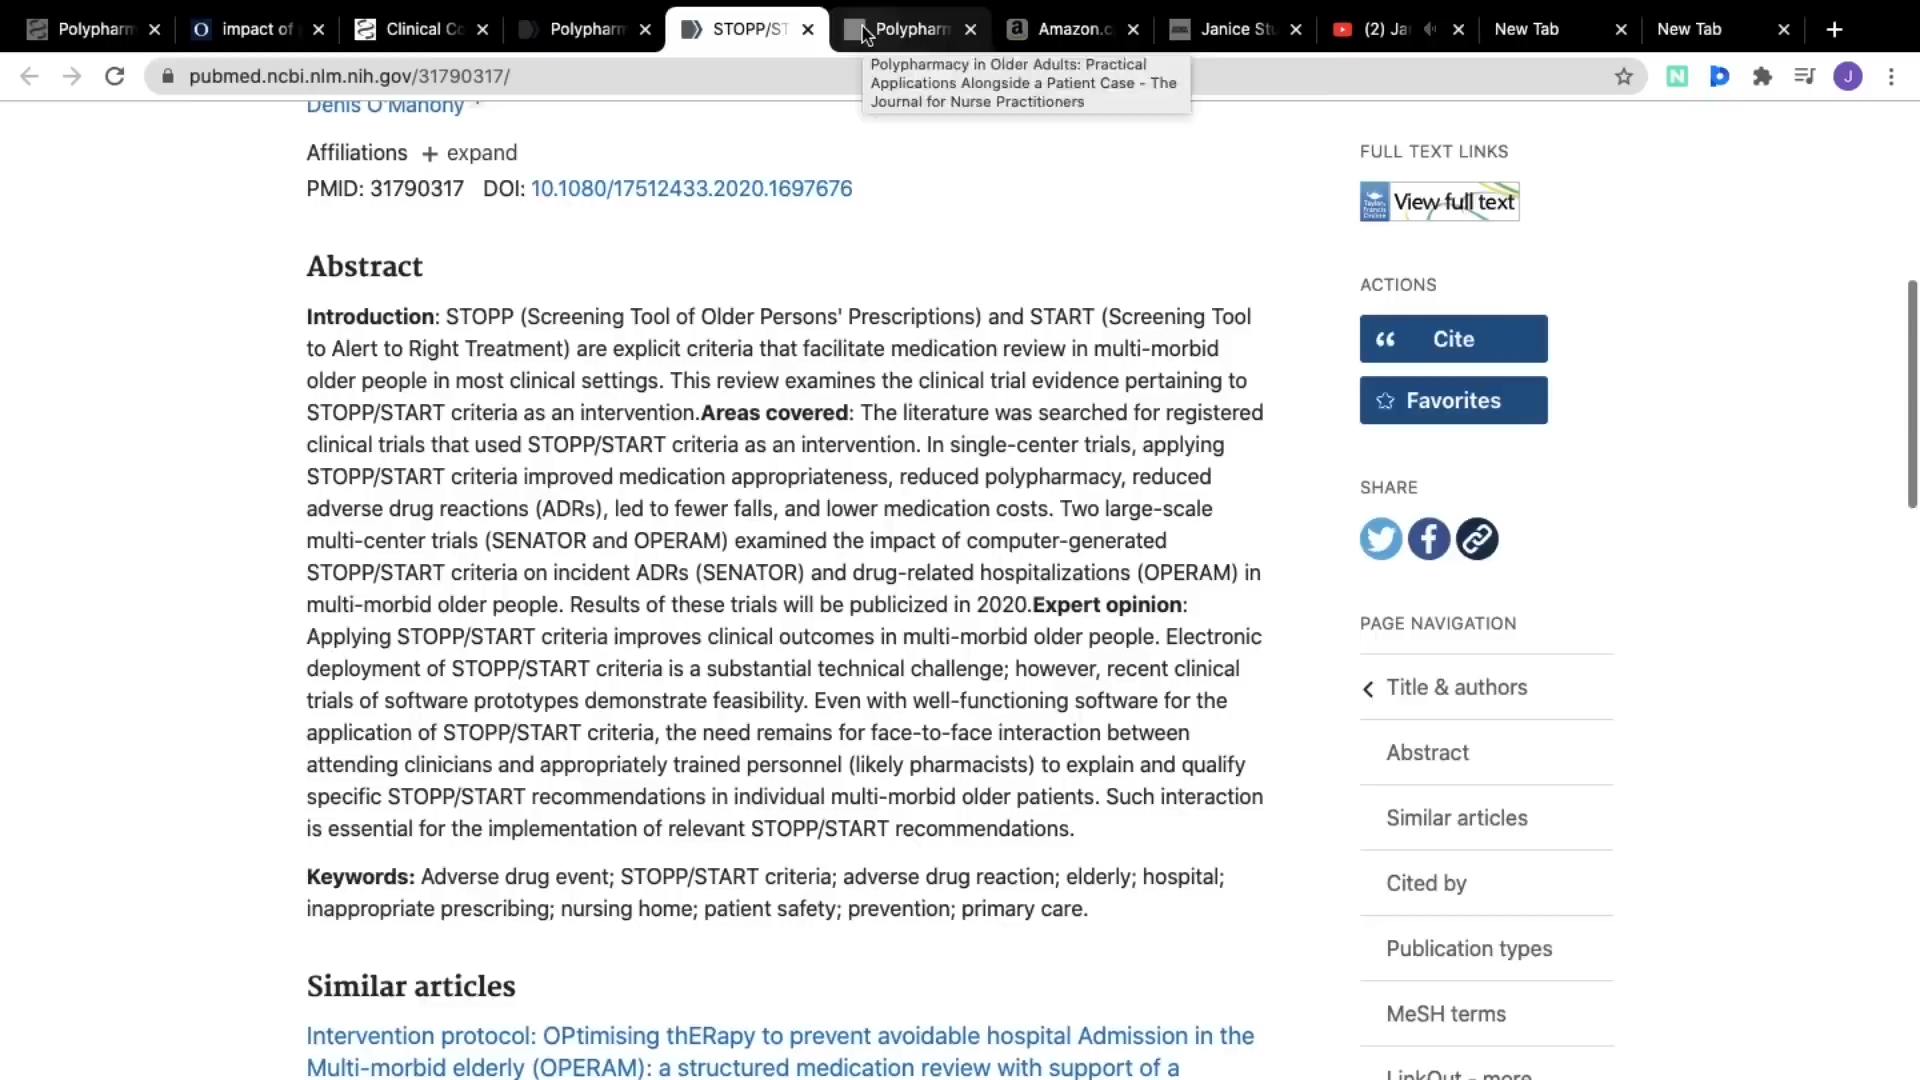 Polypharm
impact of
Clinical Co
Polypharm
STOPP/ST
Polypharm
Amazon.c
Janice Stu
(2) Ja
New Tab
New Tab
pubmed.ncbi.nlm.nih.gov/31790317/
J
Polypharmacy in Older Adults: Practical
Applications Alongside a Patient Case - The
Journal for Nurse Practitioners
Denis O'Mahony
Affiliations + expand
PMID: 31790317 DOI: 10.1080/17512433.2020.1697676
Abstract
Introduction: STOPP (Screening Tool of Older Persons' Prescriptions) and START (Screening Tool
to Alert to Right Treatment) are explicit criteria that facilitate medication review in multi-morbid
older people in most clinical settings. This review examines the clinical trial evidence pertaining to
STOPP/START criteria as an intervention.Areas covered: The literature was searched for registered
clinical trials that used STOPP/START criteria as an intervention. In single-center trials, applying
STOPP/START criteria improved medication appropriateness, reduced polypharmacy, reduced
adverse drug reactions (ADRs), led to fewer falls, and lower medication costs. Two large-scale
multi-center trials (SENATOR and OPERAM) examined the impact of computer-generated
STOPP/START criteria on incident ADRs (SENATOR) and drug-related hospitalizations (OPERAM) in
multi-morbid older people. Results of these trials will be publicized in 2020.Expert opinion:
Applying STOPP/START criteria improves clinical outcomes in multi-morbid older people. Electronic
deployment of STOPP/START criteria is a substantial technical challenge; however, recent clinical
trials of software prototypes demonstrate feasibility. Even with well-functioning software for the
application of STOPP/START criteria, the need remains for face-to-face interaction between
attending clinicians and appropriately trained personnel (likely pharmacists) to explain and qualify
specific STOPP/START recommendations in individual multi-morbid older patients. Such interaction
is essential for the implementation of relevant STOPP/START recommendations.
Keywords: Adverse drug event; STOPP/START criteria; adverse drug reaction; elderly; hospital;
inappropriate prescribing; nursing home; patient safety; prevention; primary care.
Similar articles
Intervention protocol: OPtimising thERapy to prevent avoidable hospital Admission in the
Multi-morbid elderly (OPERAM): a structured medication review with support of a
FULL TEXT LINKS
View full text
ACTIONS
Cite
Favorites
SHARE
PAGE NAVIGATION
Title & authors
Abstract
Similar articles
Cited by
Publication types
MeSH terms
LinkOut - more